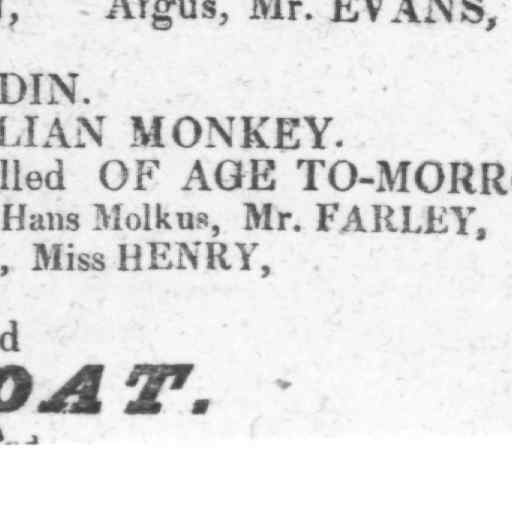 Argus, Mr. EVANS,
DIN.
LIAN MONKEY.
lled OF AGE TO-MORR
Hans Molkus, Mr. FARLEY,
, Miss HENRY,
d
OAT.